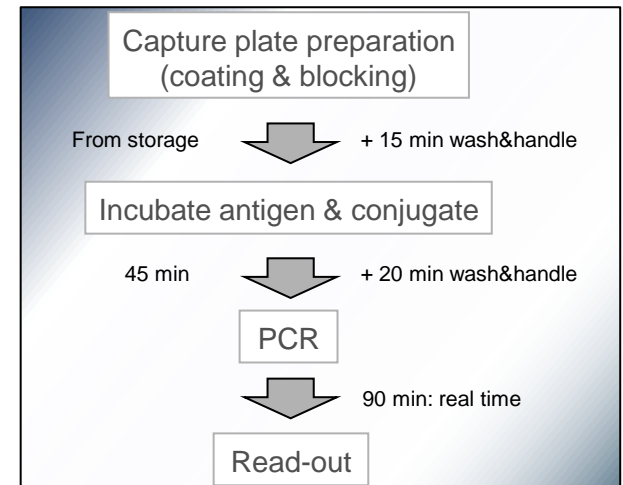 Capture plate preparation
(coating & blocking)
From storage
+ 15 min wash&handle
Incubate antigen & conjugate
45 min
+ 20 min wash&handle
PCR
90 min: real time
Read-out